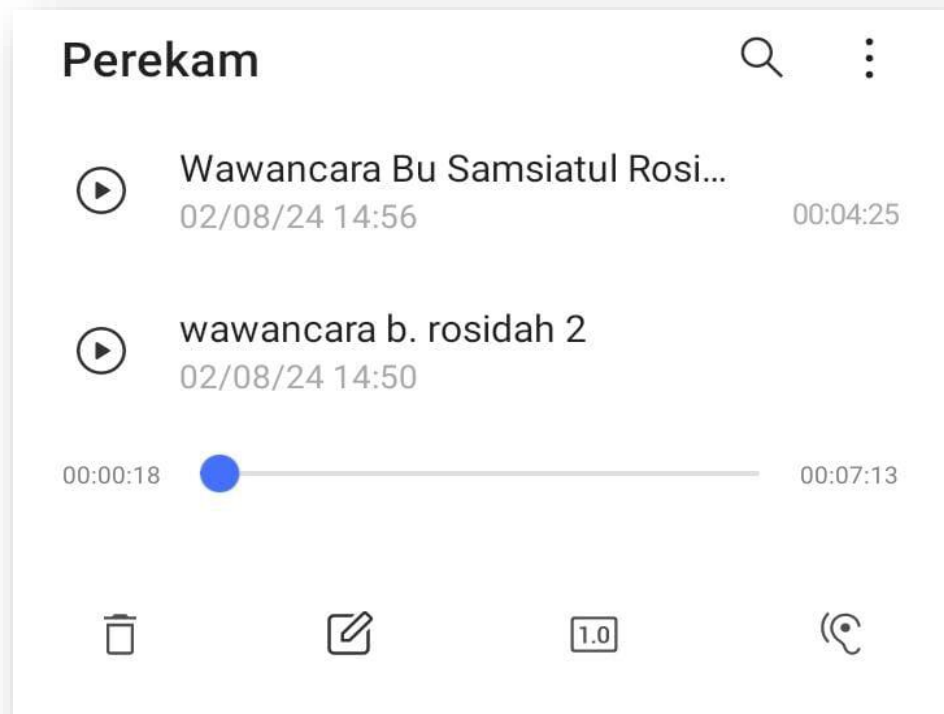 Perekam
Wawancara Bu Samsiatul Rosi...
02/08/24 14:56 00:04:25
wawancara b. rosidah 2
02/08/24 14:50
00:00:18 00:07:13
1.0